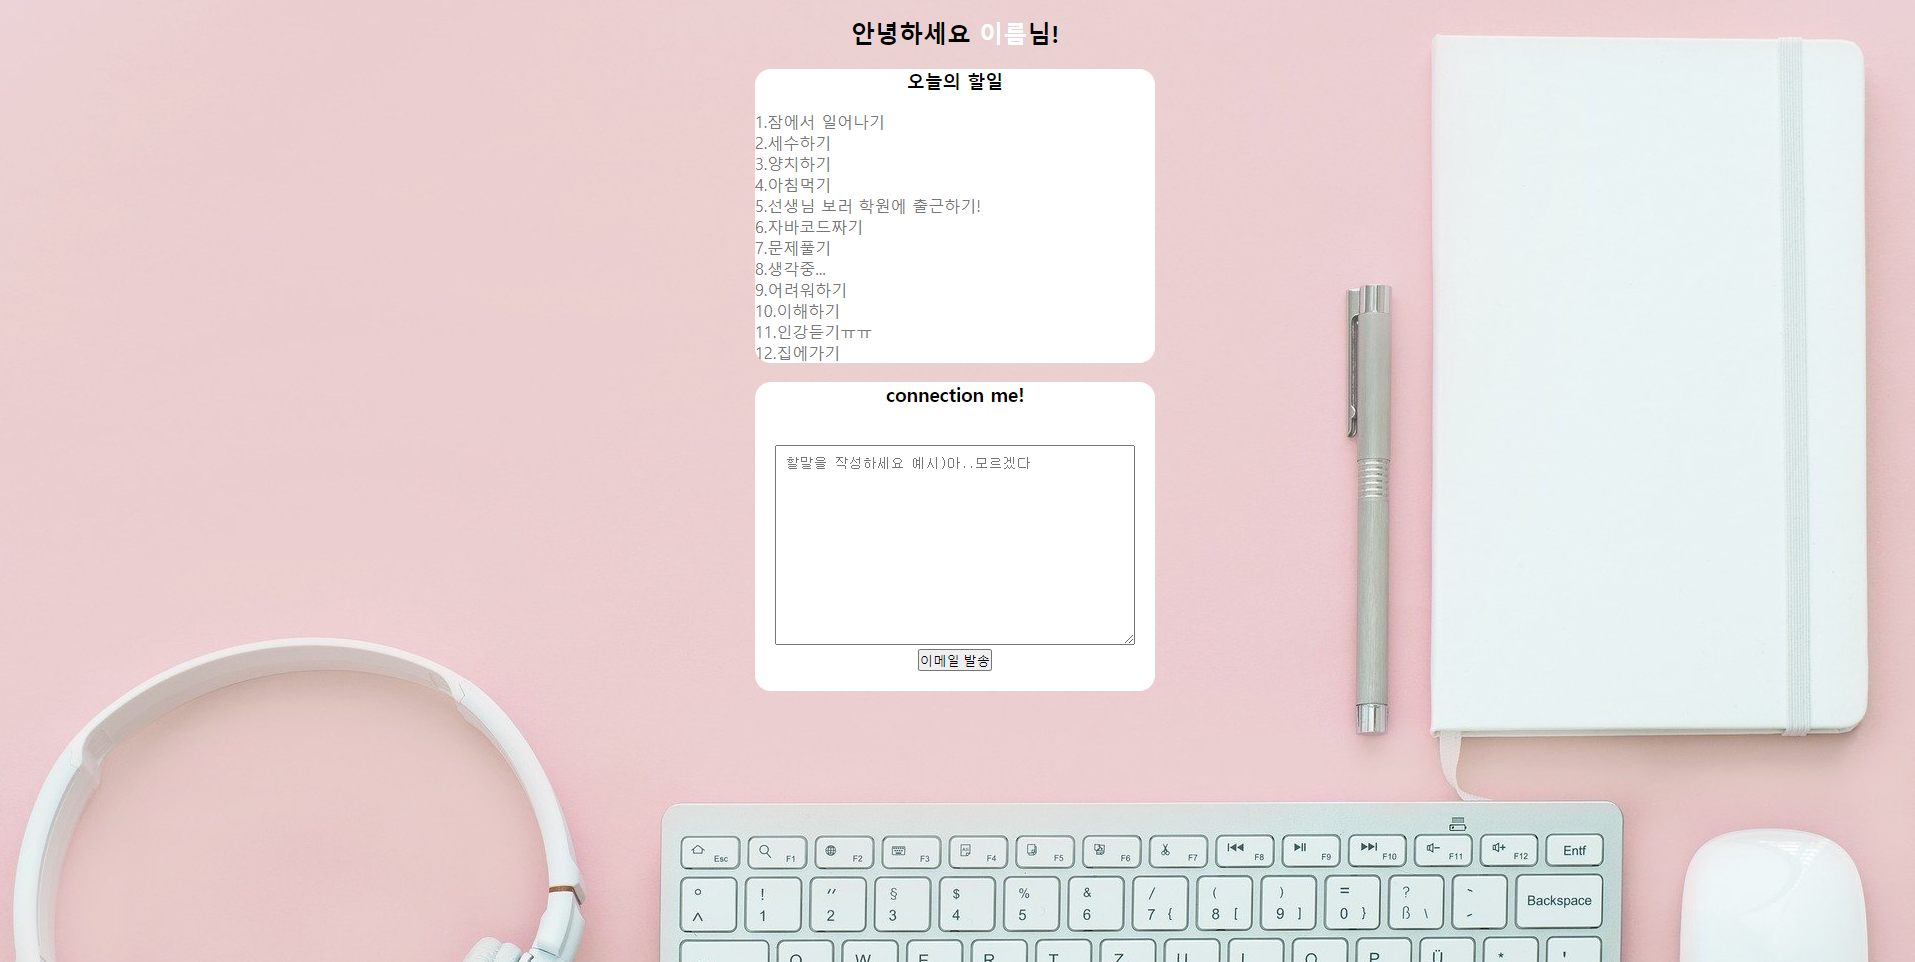 안녕하세요 이름님!
오늘의 할일
1.잠에서 일어나기
2.세수하기
3.양치하기
4.아침먹기
5.선생님 보러 학원에 출근하기!
6.자바코드짜기
7.문제풀기
8.생각중...
9.어려워하기
10.이해하기
11.인강듣기ㅠㅠ
12.집에가기
connection me!
할말을 작성하세요 예시)아..모르겠다
이메일 발송
Esc F1 F2 F3 F4 F5 F6 F7 F8 F9 F10 F11 F12 Entf
° ! " § $ % & / ( ) = ? ` Backspace
^ 1 2 3 4 5 6 7 { 8 [ 9 ] 0 } ß \ ´
Q W E R T Z U I O P Ü * '